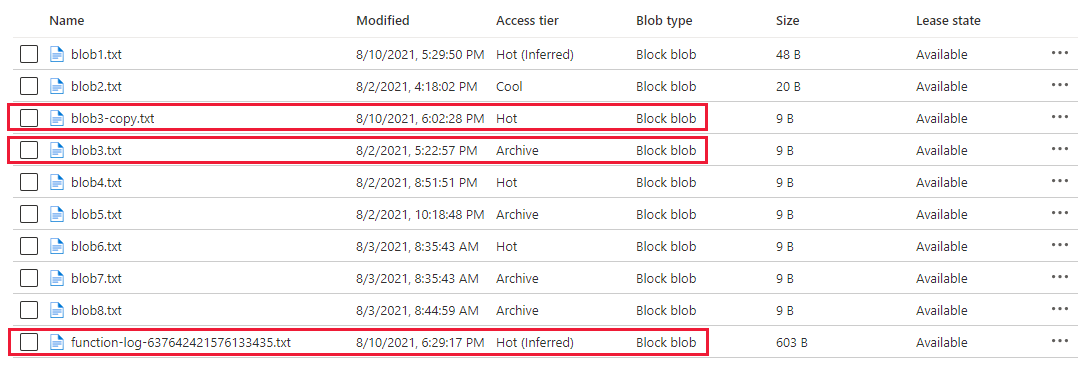 Name Modified Access tier Blob type Size Lease state
blob1.txt 8/10/2021, 5:29:50 PM Hot (Inferred) Block blob 48 B Available
blob2.txt 8/2/2021, 4:18:02 PM Cool Block blob 20 B Available
blob3-copy.txt 8/10/2021, 6:02:28 PM Hot Block blob 9 B Available
blob3.txt 8/2/2021, 5:22:57 PM Archive Block blob 9 B Available
blob4.txt 8/2/2021, 8:51:51 PM Hot Block blob 9 B Available
blob5.txt 8/2/2021, 10:18:48 PM Archive Block blob 9 B Available
blob6.txt 8/3/2021, 8:35:43 AM Hot Block blob 9 B Available
blob7.txt 8/3/2021, 8:35:43 AM Archive Block blob 9 B Available
blob8.txt 8/3/2021, 8:44:59 AM Archive Block blob 9 B Available
function-log-637642421576133435.txt 8/10/2021, 6:29:17 PM Hot (Inferred) Block blob 603 B Available